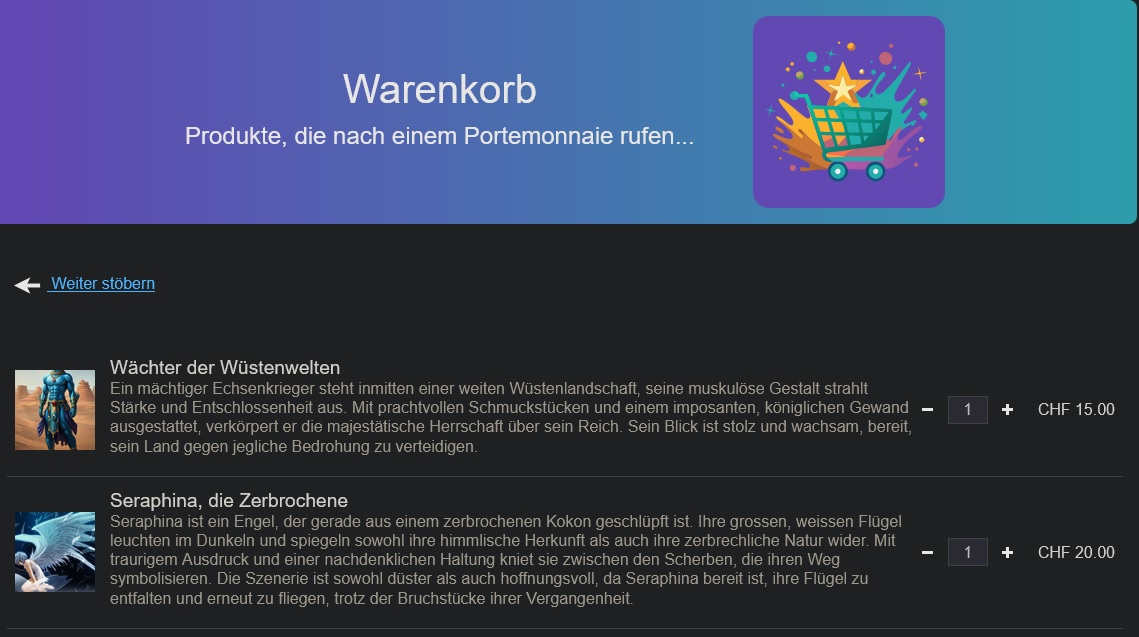 Warenkorb
Produkte, die nach einem Portemonnaie rufen...
Weiter stöbern
Wächter der Wüstenwelten
Ein mächtiger Echsenkrieger steht inmitten einer weiten Wüstenlandschaft, seine muskulöse Gestalt strahlt
Stärke und Entschlossenheit aus. Mit prachtvollen Schmuckstücken und einem imposanten, königlichen Gewand
ausgestattet, verkörpert er die majestätische Herrschaft über sein Reich. Sein Blick ist stolz und wachsam, bereit,
sein Land gegen jegliche Bedrohung zu verteidigen.
1
CHF 15.00
Seraphina, die Zerbrochene
Seraphina ist ein Engel, der gerade aus einem zerbrochenen Kokon geschlüpft ist. Ihre grossen, weissen Flügel
leuchten im Dunkeln und spiegeln sowohl ihre himmlische Herkunft als auch ihre zerbrechliche Natur wider. Mit
traurigem Ausdruck und einer nachdenklichen Haltung kniet sie zwischen den Scherben, die ihren Weg
symbolisieren. Die Szenerie ist sowohl düster als auch hoffnungsvoll, da Seraphina bereit ist, ihre Flügel zu
entfalten und erneut zu fliegen, trotz der Bruchstücke ihrer Vergangenheit.
1
CHF 20.00